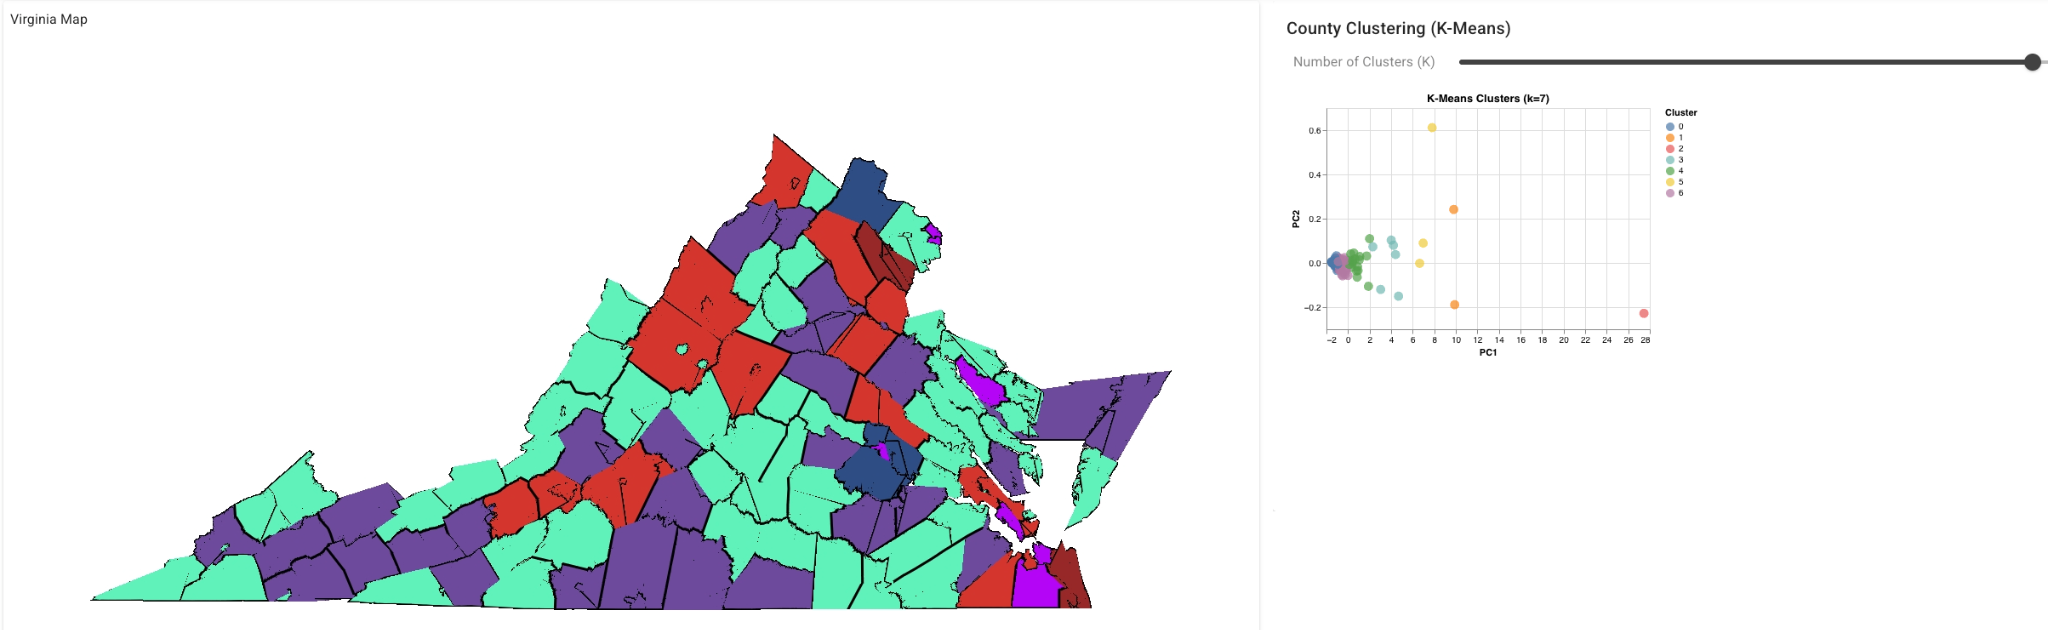 Virginia Map
County Clustering (K-Means)
Number of Clusters (K)
K-Means Clusters (k=7)
Cluster
0
1
2
3
4
5
6
0.6
0.4
0.2
0.0
−0.2
PC2
−2 0 2 4 6 8 10 12 14 16 18 20 22 24 26 28
PC1